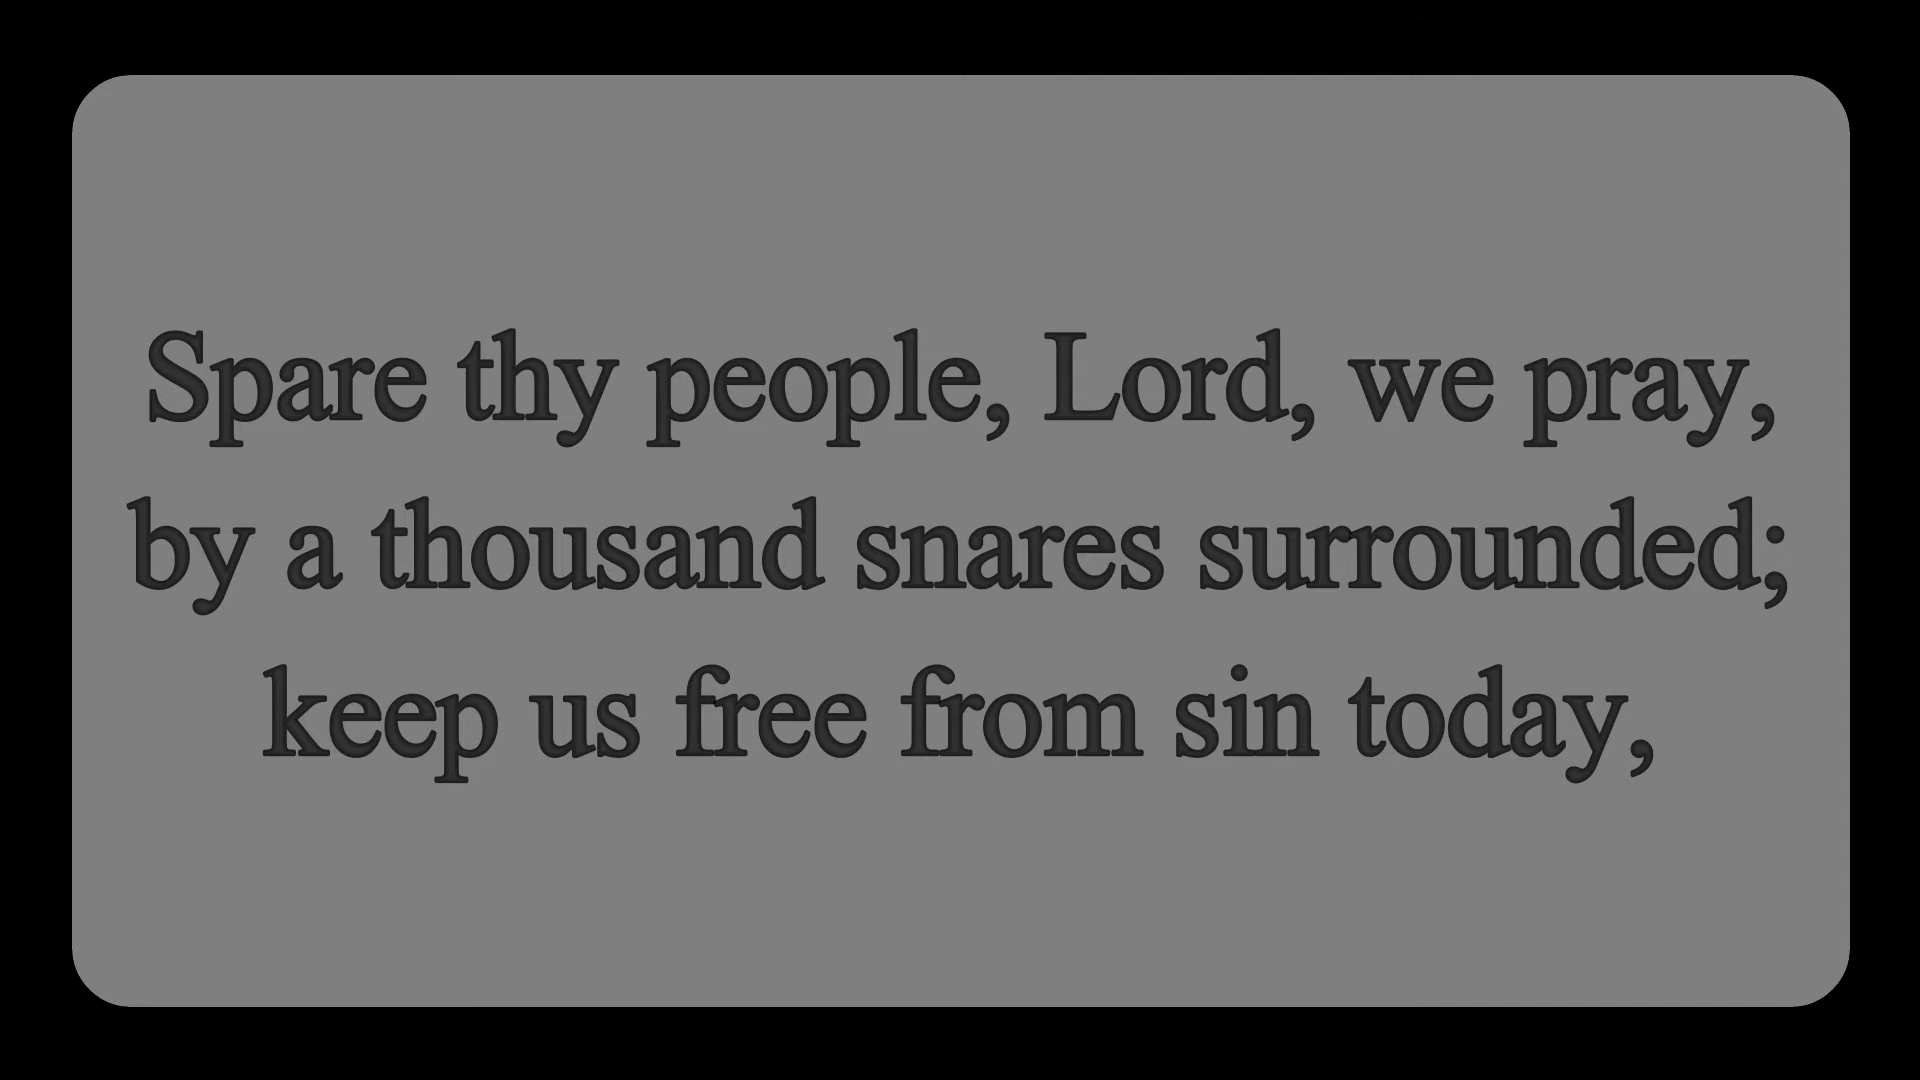 Spare thy people, Lord, we pray,
by a thousand snares surrounded;
keep us free from sin today,